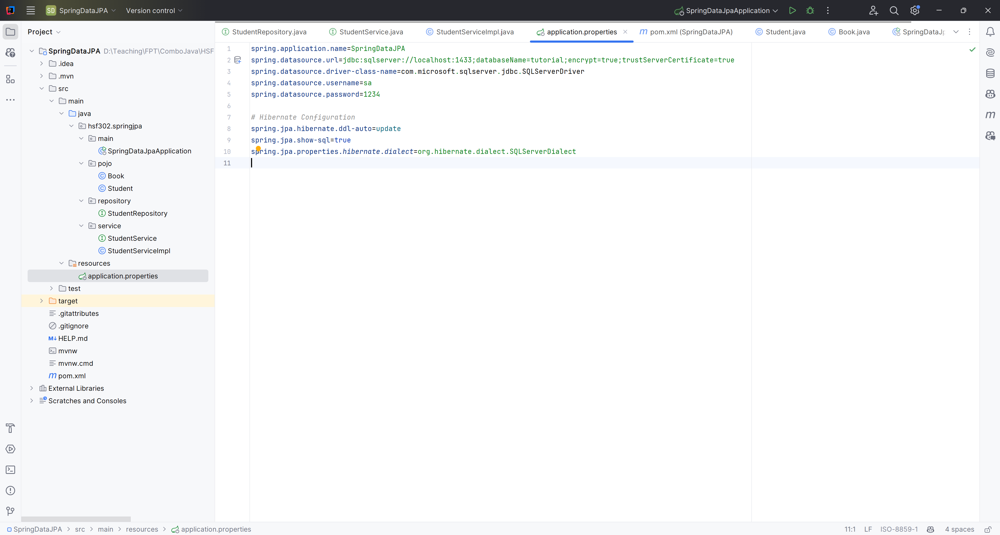 SD SpringDataJPA Version control SpringDataJpaApplication
Project
StudentRepository.java StudentService.java StudentServiceImpl.java application.properties pom.xml (SpringDataJPA) Student.java Book.java
SpringDataJPA D:\Teaching\FPT\ComboJava\HSF
.idea
.mvn
src
main
java
hsf302.springjpa
main
SpringDataJpaApplication
pojo
Book
Student
repository
StudentRepository
service
StudentService
StudentServiceImpl
resources
application.properties
test
target
.gitattributes
.gitignore
M↓ HELP.md
mvnw
mvnw.cmd
m pom.xml
External Libraries
Scratches and Consoles
1 spring.application.name=SpringDataJPA
2 spring.datasource.url=jdbc:sqlserver://localhost:1433;databaseName=tutorial;encrypt=true;trustServerCertificate=true
3 spring.datasource.driver-class-name=com.microsoft.sqlserver.jdbc.SQLServerDriver
4 spring.datasource.username=sa
5 spring.datasource.password=1234
6
7 # Hibernate Configuration
8 spring.jpa.hibernate.ddl-auto=update
9 spring.jpa.show-sql=true
10 spring.jpa.properties.hibernate.dialect=org.hibernate.dialect.SQLServerDialect
11
SpringDataJPA > src > main > resources > application.properties 11:1 LF ISO-8859-1 4 spaces